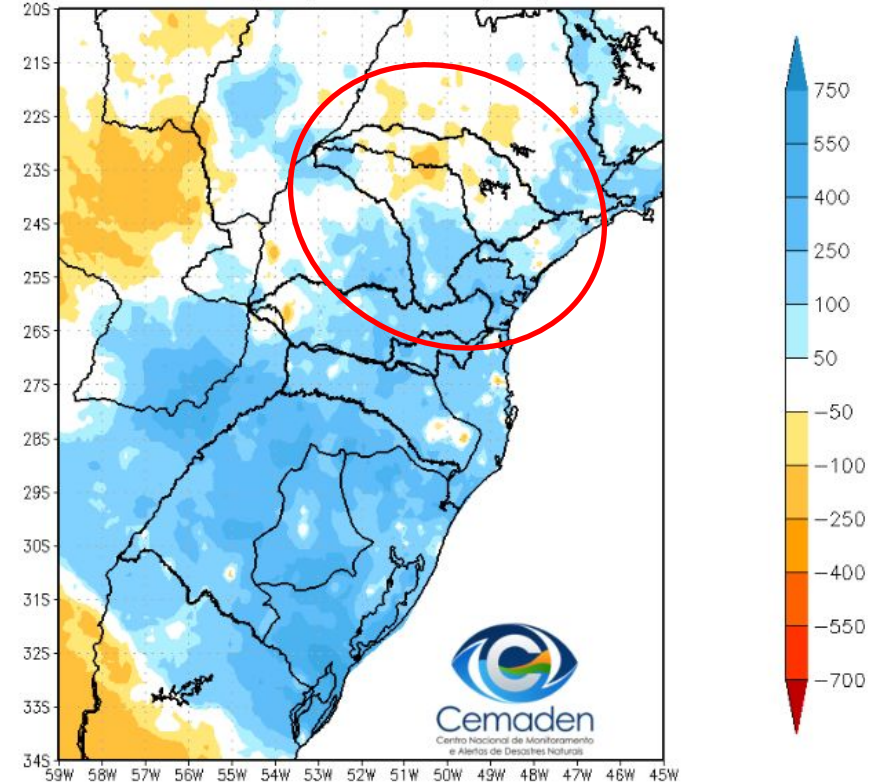 20S
21S
22S
23S
24S
25S
26S
27S
28S
29S
30S
31S
32S
33S
34S
59W 58W 57W 56W 55W 54W 53W 52W 51W 50W 49W 48W 47W 46W 45W
750
550
400
250
100
50
−50
−100
−250
−400
−550
−700
Cemaden
Centro Nacional de Monitoramento
e Alertas de Desastres Naturais